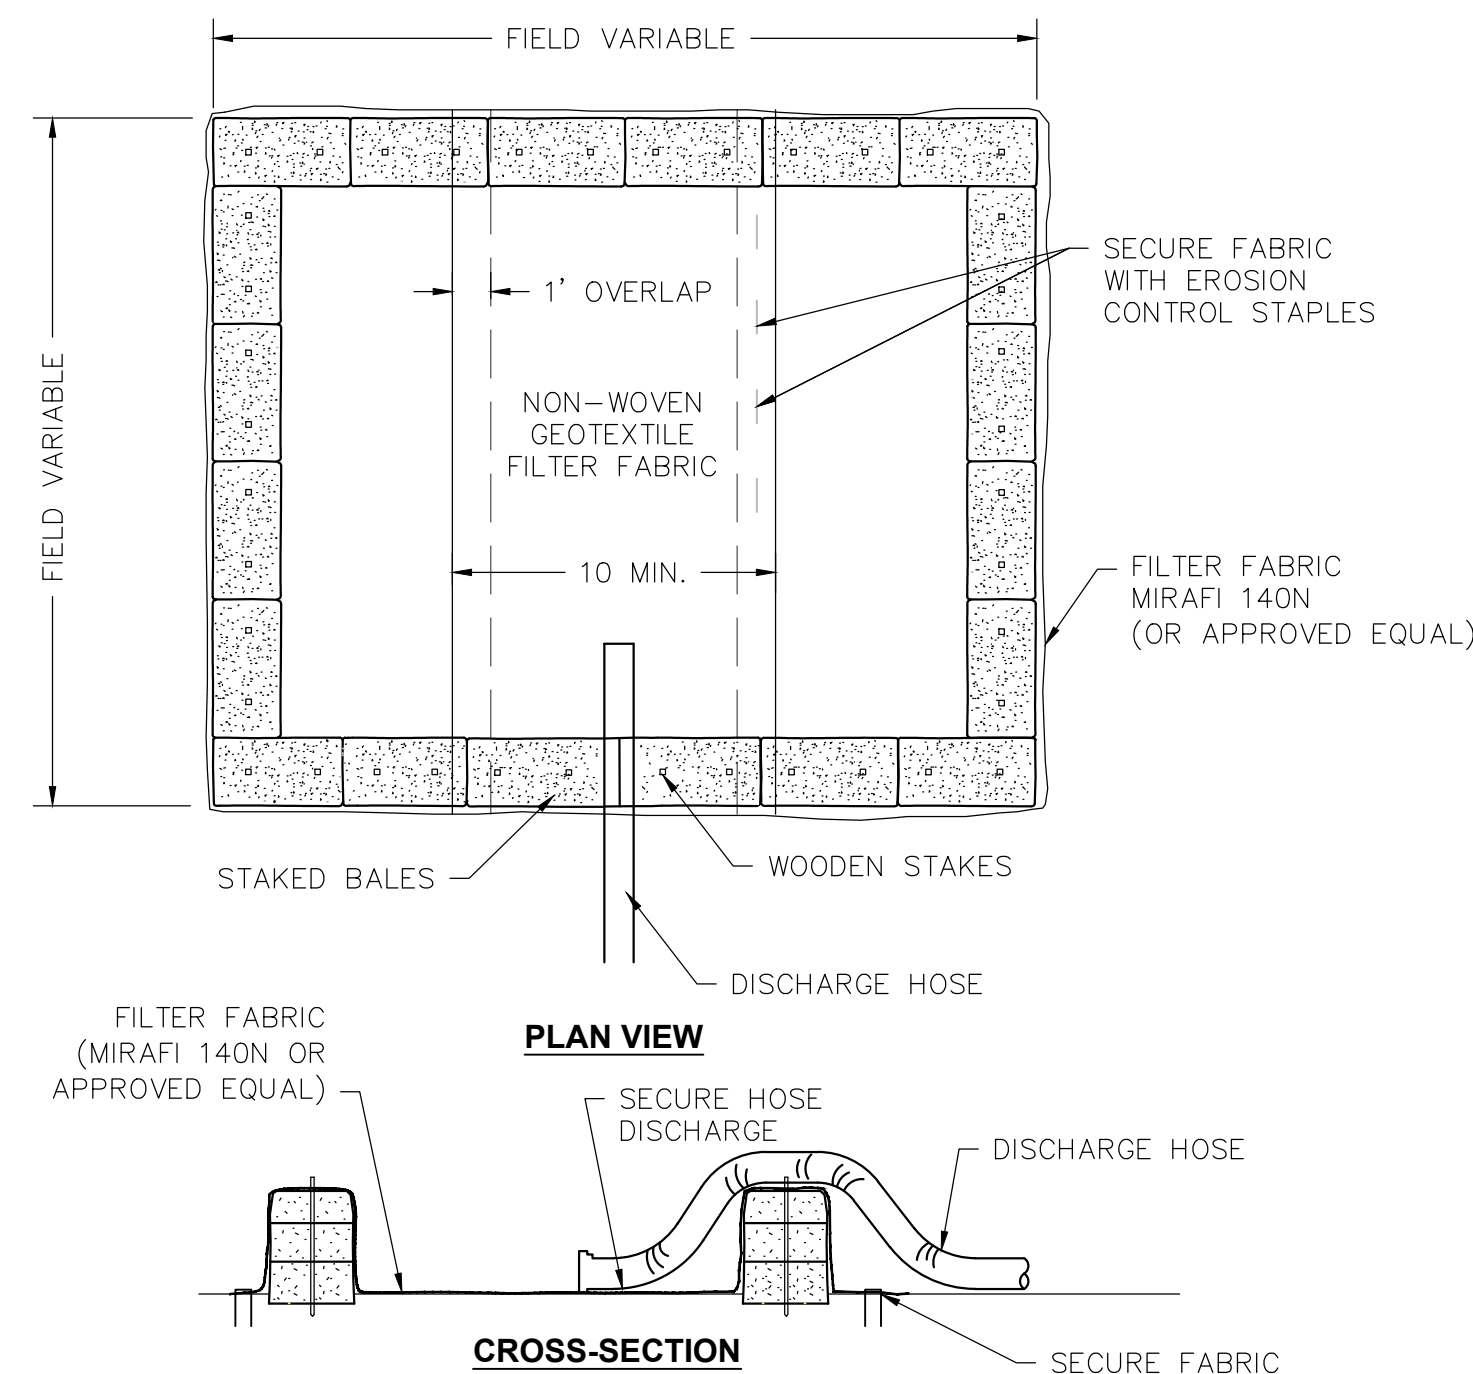 FIELD VARIABLE
FIELD VARIABLE
1' OVERLAP
SECURE FABRIC
WITH EROSION
CONTROL STAPLES
NON-WOVEN
GEOTEXTILE
FILTER FABRIC
10 MIN.
FILTER FABRIC
MIRAFI 140N
(OR APPROVED EQUAL)
STAKED BALES
WOODEN STAKES
DISCHARGE HOSE
PLAN VIEW
FILTER FABRIC
(MIRAFI 140N OR
APPROVED EQUAL)
SECURE HOSE
DISCHARGE
DISCHARGE HOSE
CROSS-SECTION
SECURE FABRIC